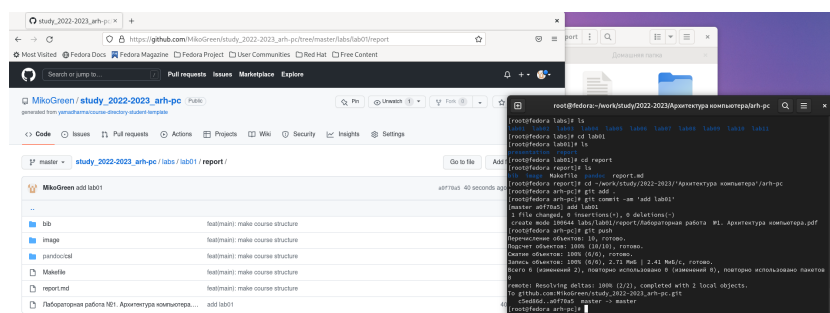 study_2022-2023_arh-pc
https://github.com/MikoGreen/study_2022-2023_arh-pc/tree/master/labs/lab01/report
Most Visited Fedora Docs Fedora Magazine Fedora Project User Communities Red Hat Free Content
Search or jump to... Pull requests Issues Marketplace Explore
MikoGreen / study_2022-2023_arh-pc Public
Pin Unwatch 1 Fork 0
generated from yamadharma/course-directory-student-template
Code Issues Pull requests Actions Projects Wiki Security Insights Settings
master study_2022-2023_arh-pc / labs / lab01 / report /
Go to file Add
MikoGreen add lab01
a0f70a5 40 seconds ago
..
bib feat(main): make course structure
image feat(main): make course structure
pandoc/csl feat(main): make course structure
Makefile feat(main): make course structure
report.md feat(main): make course structure
Лабораторная работа №1. Архитектура компьютера.... add lab01
40
port
Домашняя папка
root@fedora:~/work/study/2022-2023/Архитектура компьютера/arh-pc
[root@fedora labs]# ls
lab01 lab02 lab03 lab04 lab05 lab06 lab07 lab08 lab09 lab10 lab11
[root@fedora labs]# cd lab01
[root@fedora lab01]# ls
presentation report
[root@fedora lab01]# cd report
[root@fedora report]# ls
bib image Makefile pandoc report.md
[root@fedora report]# cd ~/work/study/2022-2023/'Архитектура компьютера'/arh-pc
[root@fedora arh-pc]# git add .
[root@fedora arh-pc]# git commit -am 'add lab01'
[master a0f70a5] add lab01
1 file changed, 0 insertions(+), 0 deletions(-)
create mode 100644 labs/lab01/report/Лабораторная работа №1. Архитектура компьютера.pdf
[root@fedora arh-pc]# git push
Перечисление объектов: 10, готово.
Подсчет объектов: 100% (10/10), готово.
Сжатие объектов: 100% (6/6), готово.
Запись объектов: 100% (6/6), 2.71 МиБ | 2.41 МиБ/с, готово.
Всего 6 (изменений 2), повторно использовано 0 (изменений 0), повторно использовано пакетов
0
remote: Resolving deltas: 100% (2/2), completed with 2 local objects.
To github.com:MikoGreen/study_2022-2023_arh-pc.git
c5ed86d..a0f70a5 master -> master
[root@fedora arh-pc]#